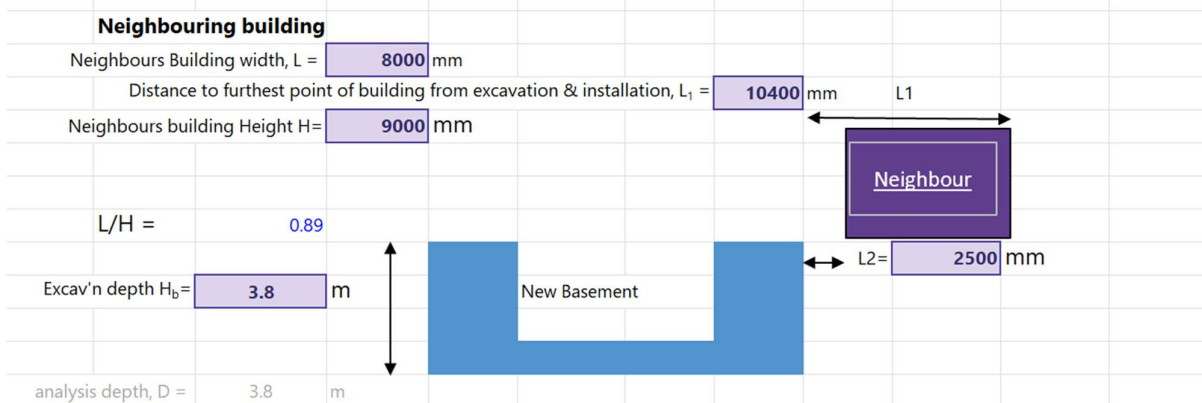 Neighbouring building
Neighbours Building width, L = 8000 mm
Distance to furthest point of building from excavation & installation, L₁ = 10400 mm L1
Neighbours building Height H= 9000 mm
Neighbour
L/H = 0.89
L2= 2500 mm
Excav'n depth H_b= 3.8 m New Basement
analysis depth, D = 3.8 m